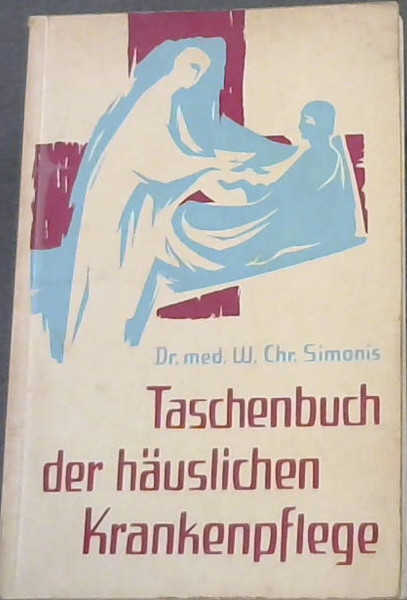 Dr. med. W. Chr. Simonis
Taschenbuch
der häuslichen
Krankenpflege